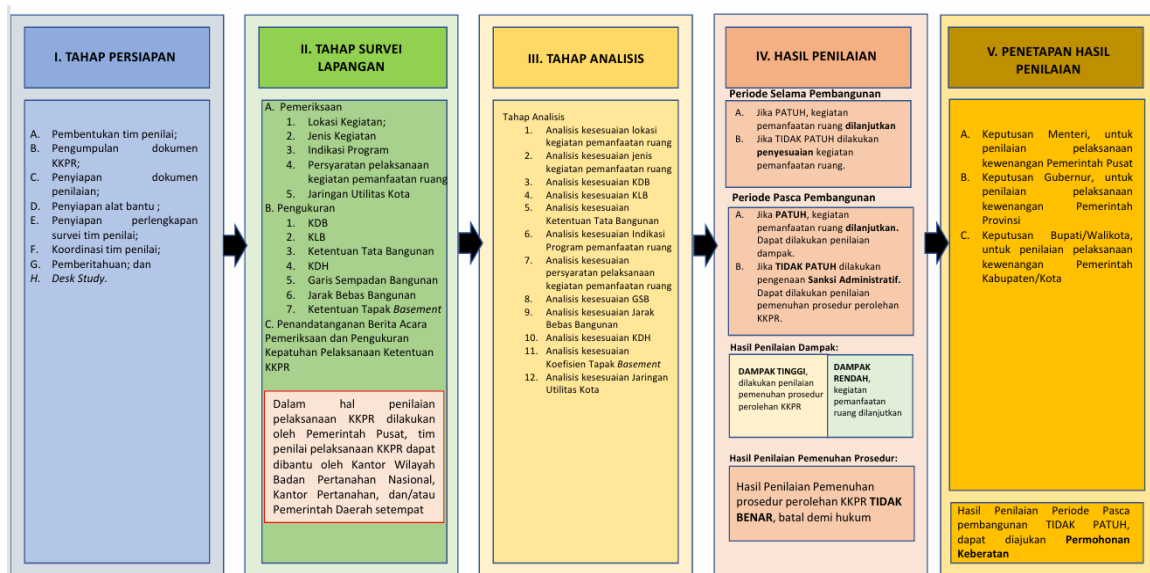 I. TAHAP PERSIAPAN
A. Pembentukan tim penilai;
B. Pengumpulan dokumen
KKPR;
C. Penyiapan dokumen
penilaian;
D. Penyiapan alat bantu ;
E. Penyiapan perlengkapan
survei tim penilai;
F. Koordinasi tim penilai;
G. Pemberitahuan; dan
H. Desk Study.
II. TAHAP SURVEI
LAPANGAN
A. Pemeriksaan
1. Lokasi Kegiatan;
2. Jenis Kegiatan
3. Indikasi Program
4. Persyaratan pelaksanaan
kegiatan pemanfaatan ruang
5. Jaringan Utilitas Kota
B. Pengukuran
1. KDB
2. KLB
3. Ketentuan Tata Bangunan
4. KDH
5. Garis Sempadan Bangunan
6. Jarak Bebas Bangunan
7. Ketentuan Tapak Basement
C. Penandatanganan Berita Acara
Pemeriksaan dan Pengukuran
Kepatuhan Pelaksanaan Ketentuan
KKPR
Dalam hal penilaian
pelaksanaan KKPR dilakukan
oleh Pemerintah Pusat, tim
penilai pelaksanaan KKPR dapat
dibantu oleh Kantor Wilayah
Badan Pertanahan Nasional,
Kantor Pertanahan, dan/atau
Pemerintah Daerah setempat
III. TAHAP ANALISIS
Tahap Analisis
1. Analisis kesesuaian lokasi
kegiatan pemanfaatan ruang
2. Analisis kesesuaian jenis
kegiatan pemanfaatan ruang
3. Analisis kesesuaian KDB
4. Analisis kesesuaian KLB
5. Analisis kesesuaian
Ketentuan Tata Bangunan
6. Analisis kesesuaian Indikasi
Program pemanfaatan ruang
7. Analisis kesesuaian
persyaratan pelaksanaan
kegiatan pemanfaatan ruang
8. Analisis kesesuaian GSB
9. Analisis kesesuaian Jarak
Bebas Bangunan
10. Analisis kesesuaian KDH
11. Analisis kesesuaian
Koefisien Tapak Basement
12. Analisis kesesuaian Jaringan
Utilitas Kota
IV. HASIL PENILAIAN
Periode Selama Pembangunan
A. Jika PATUH, kegiatan
pemanfaatan ruang dilanjutkan
B. Jika TIDAK PATUH dilakukan
penyesuaian kegiatan
pemanfaatan ruang.
Periode Pasca Pembangunan
A. Jika PATUH, kegiatan
pemanfaatan ruang dilanjutkan.
Dapat dilakukan penilaian
dampak.
B. Jika TIDAK PATUH dilakukan
pengenaan Sanksi Administratif.
Dapat dilakukan penilaian
pemenuhan prosedur perolehan
KKPR.
Hasil Penilaian Dampak:
DAMPAK TINGGI,
dilakukan penilaian
pemenuhan prosedur
perolehan KKPR
DAMPAK
RENDAH,
kegiatan
pemanfaatan
ruang dilanjutkan
Hasil Penilaian Pemenuhan Prosedur:
Hasil Penilaian Pemenuhan
prosedur perolehan KKPR TIDAK
BENAR, batal demi hukum
V. PENETAPAN HASIL
PENILAIAN
A. Keputusan Menteri, untuk
penilaian pelaksanaan
kewenangan Pemerintah Pusat
B. Keputusan Gubernur, untuk
penilaian pelaksanaan
kewenangan Pemerintah
Provinsi
C. Keputusan Bupati/Walikota,
untuk penilaian pelaksanaan
kewenangan Pemerintah
Kabupaten/Kota
Hasil Penilaian Periode Pasca
pembangunan TIDAK PATUH,
dapat diajukan Permohonan
Keberatan